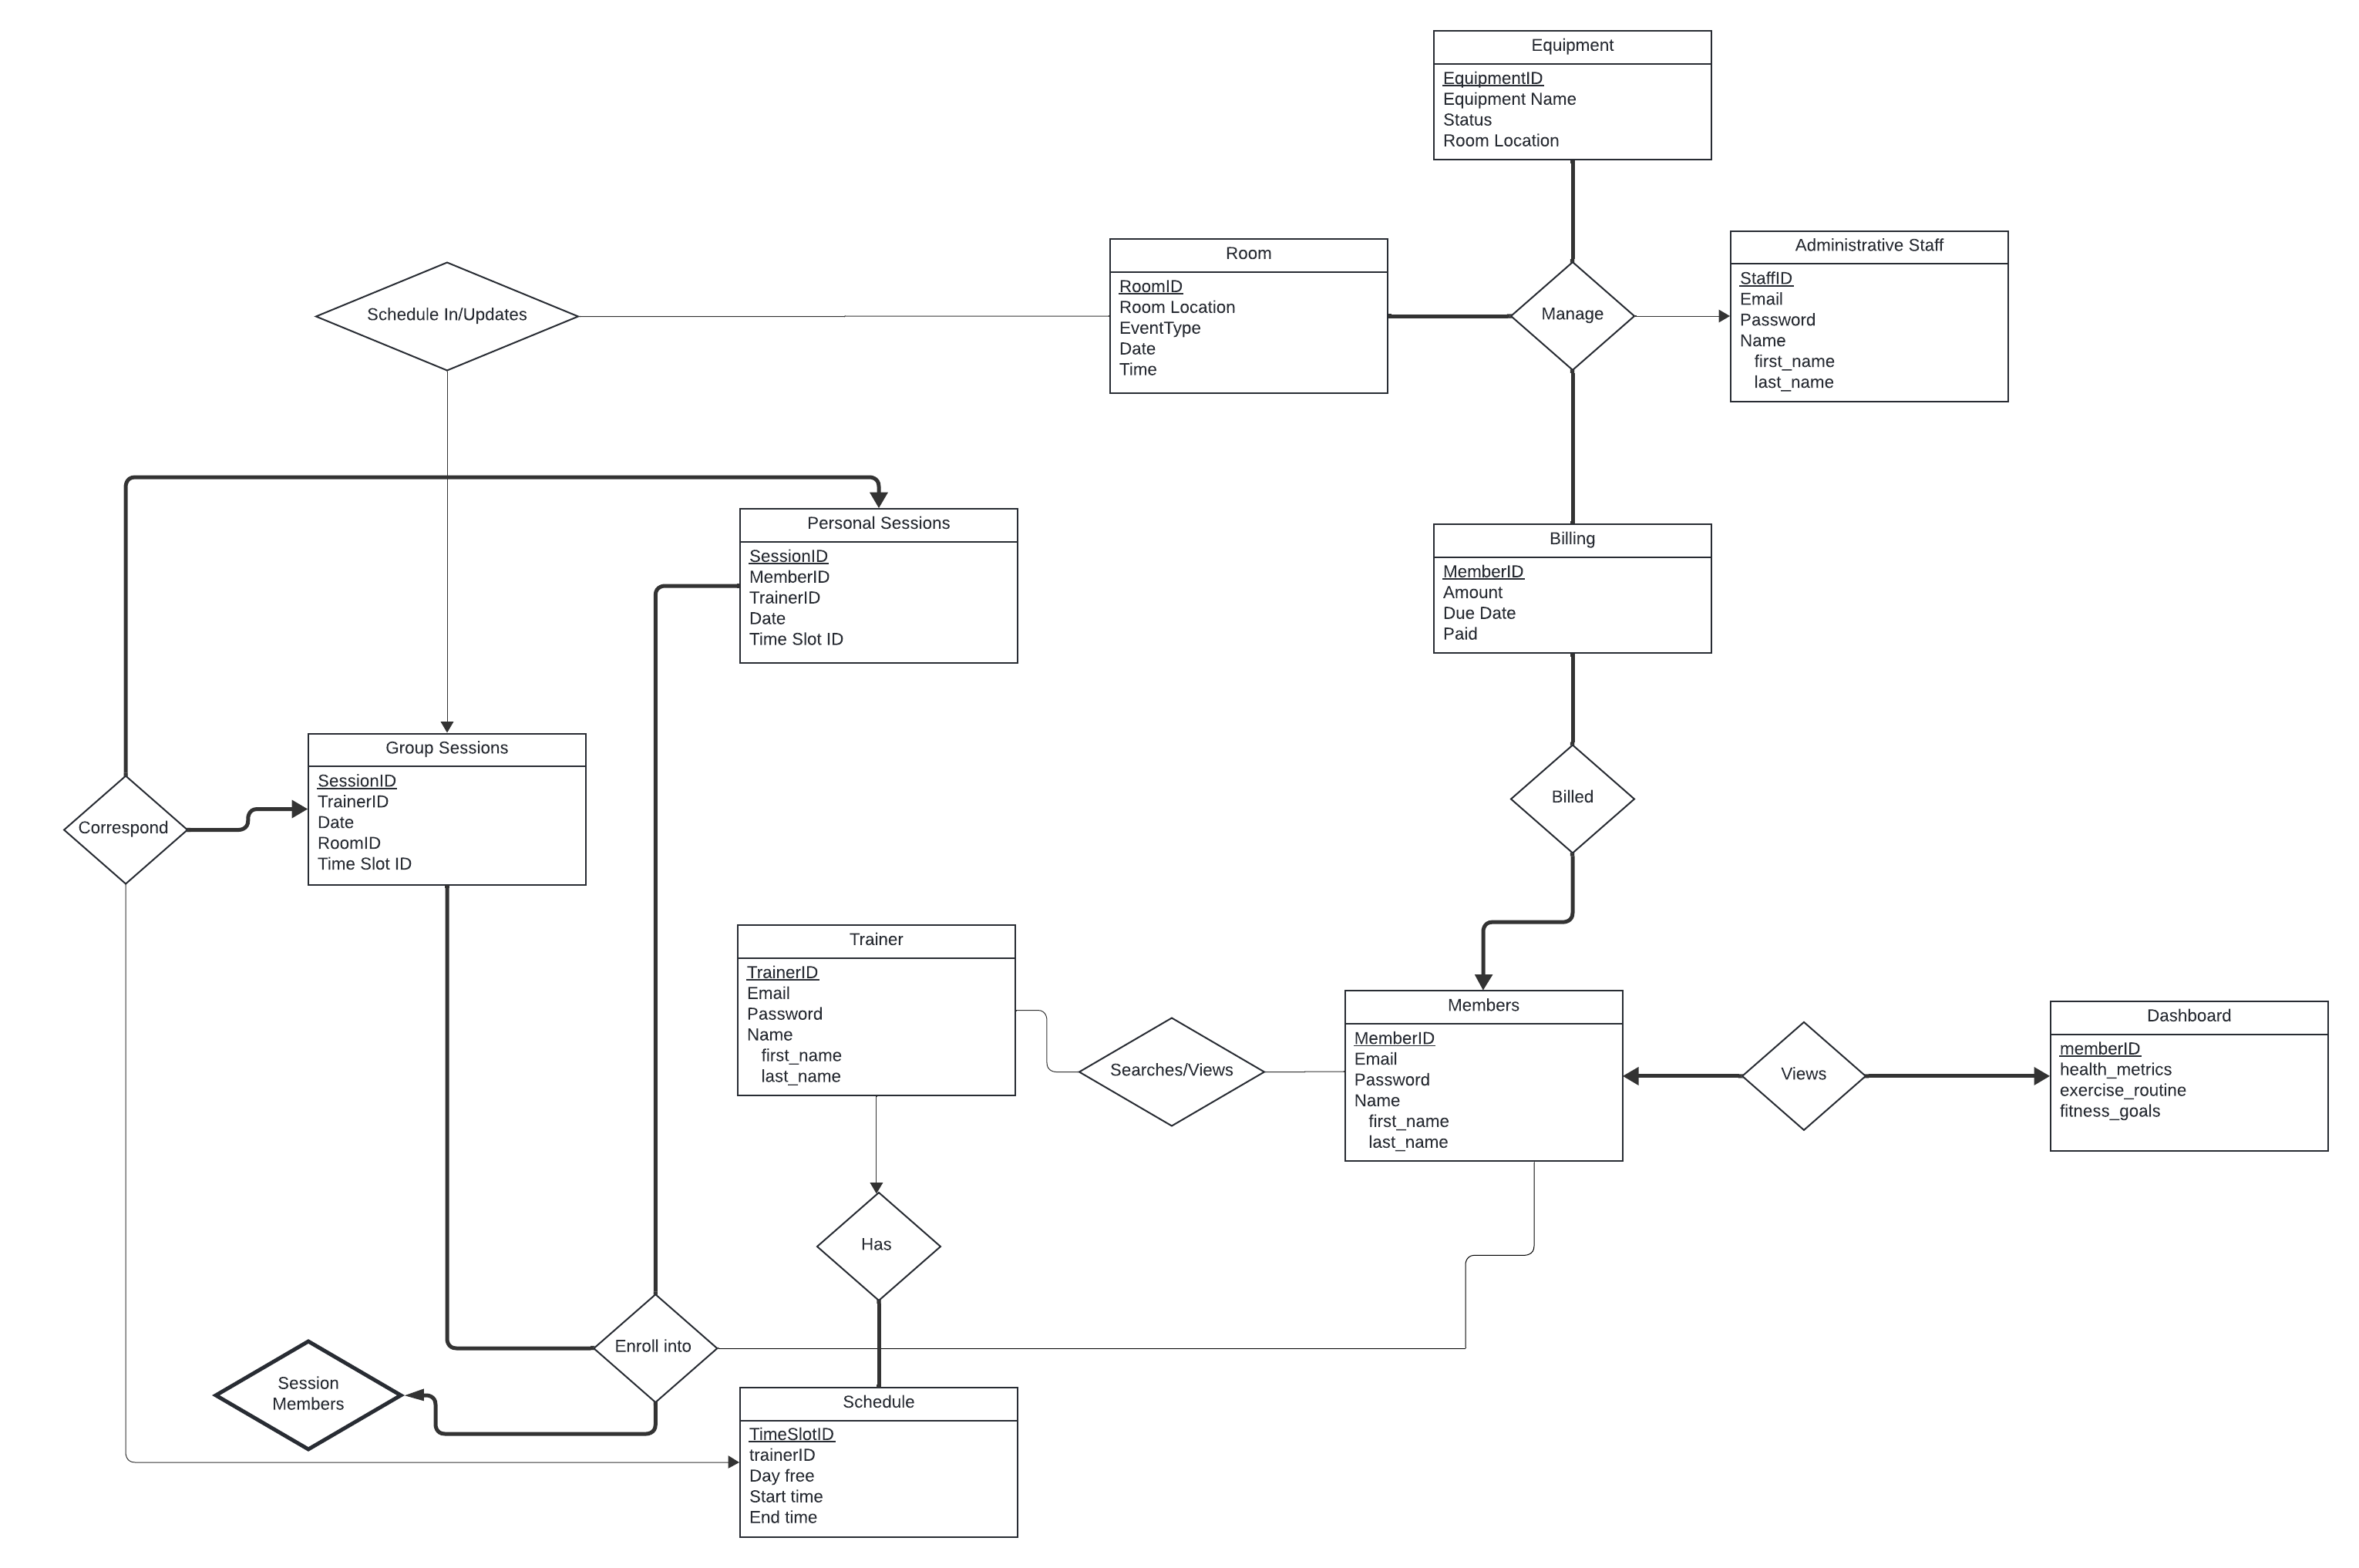 Equipment
EquipmentID
Equipment Name
Status
Room Location
Administrative Staff
StaffID
Email
Password
Name
first_name
last_name
Room
RoomID
Room Location
EventType
Date
Time
Manage
Schedule In/Updates
Personal Sessions
SessionID
MemberID
TrainerID
Date
Time Slot ID
Billing
MemberID
Amount
Due Date
Paid
Group Sessions
SessionID
TrainerID
Date
RoomID
Time Slot ID
Correspond
Billed
Trainer
TrainerID
Email
Password
Name
first_name
last_name
Searches/Views
Members
MemberID
Email
Password
Name
first_name
last_name
Views
Dashboard
memberID
health_metrics
exercise_routine
fitness_goals
Has
Enroll into
Session
Members
Schedule
TimeSlotID
trainerID
Day free
Start time
End time